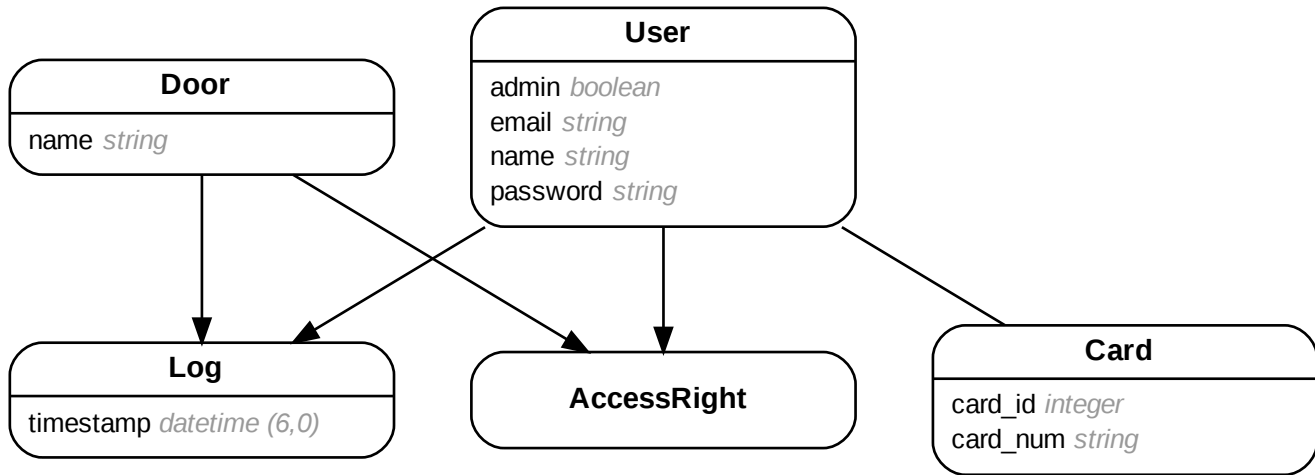 User
admin boolean
email string
name string
password string
Door
name string
Log
timestamp datetime (6,0)
AccessRight
Card
card_id integer
card_num string